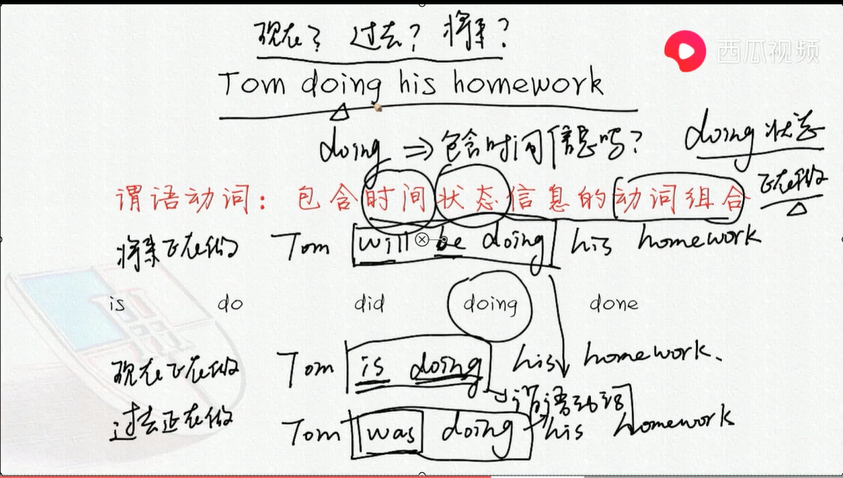 现在？ 过去？ 将来？
西瓜视频
Tom doing his homework
doing ⇒ 包含时间信息吗？
doing 状态
正在做
谓语动词：包含时间状态信息的动词组合
将来正在做 Tom will be doing his homework
is do did doing done
现在正在做 Tom is doing his homework.
谓语动词
过去正在做 Tom was doing his homework